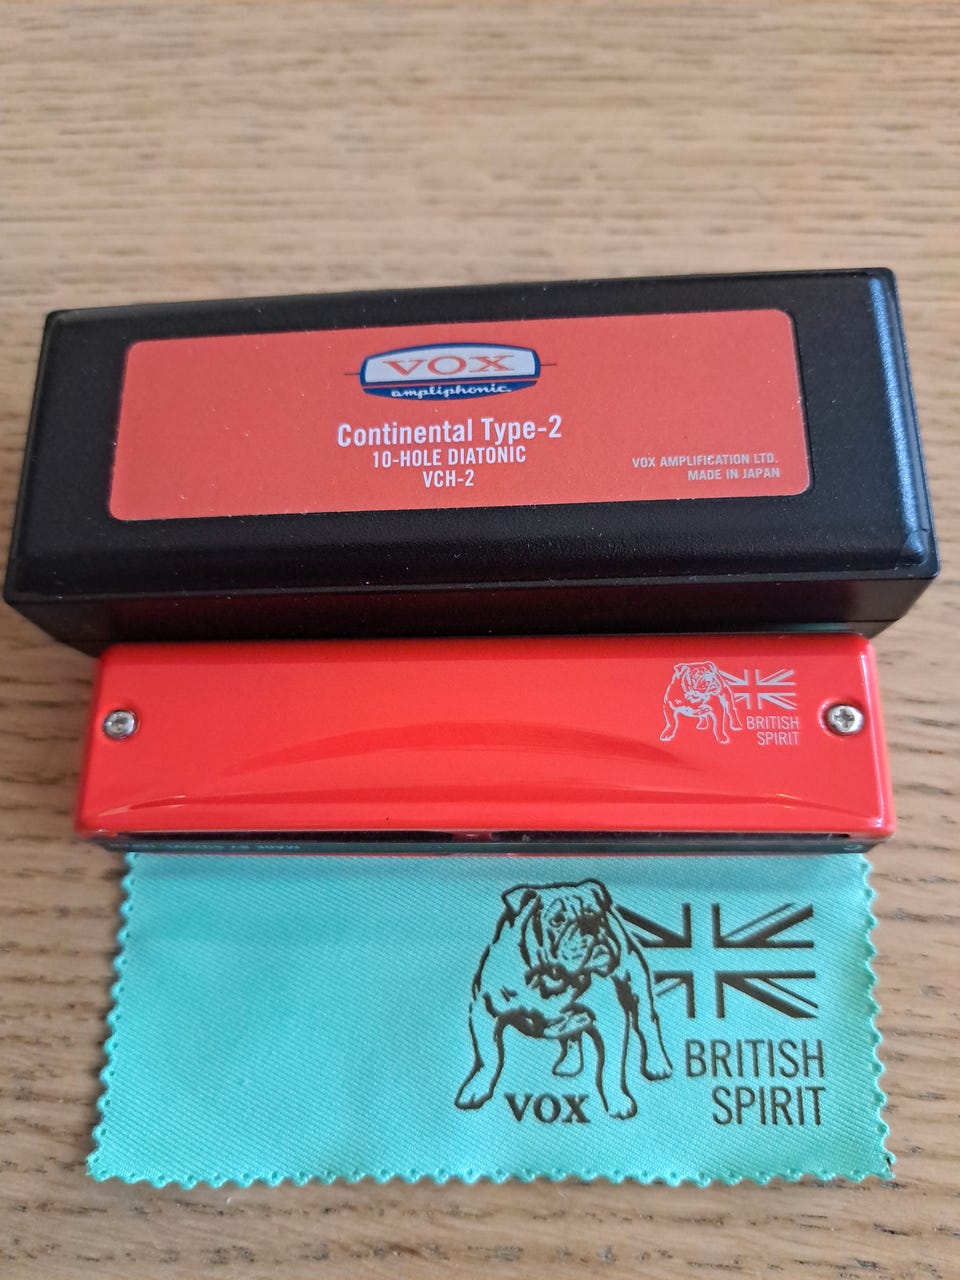 VOX
ampliphonic
Continental Type-2
10-HOLE DIATONIC
VCH-2
VOX AMPLIFICATION LTD.
MADE IN JAPAN
BRITISH
SPIRIT
VOX
BRITISH
SPIRIT